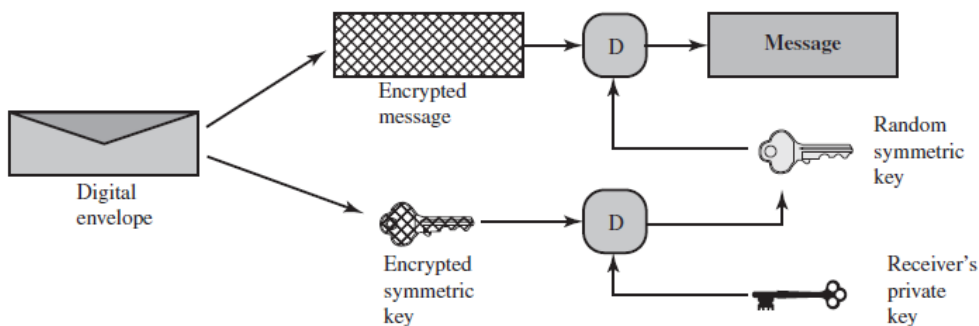 D
Message
Encrypted
message
Random
symmetric
key
Digital
envelope
D
Encrypted
symmetric
key
Receiver's
private
key